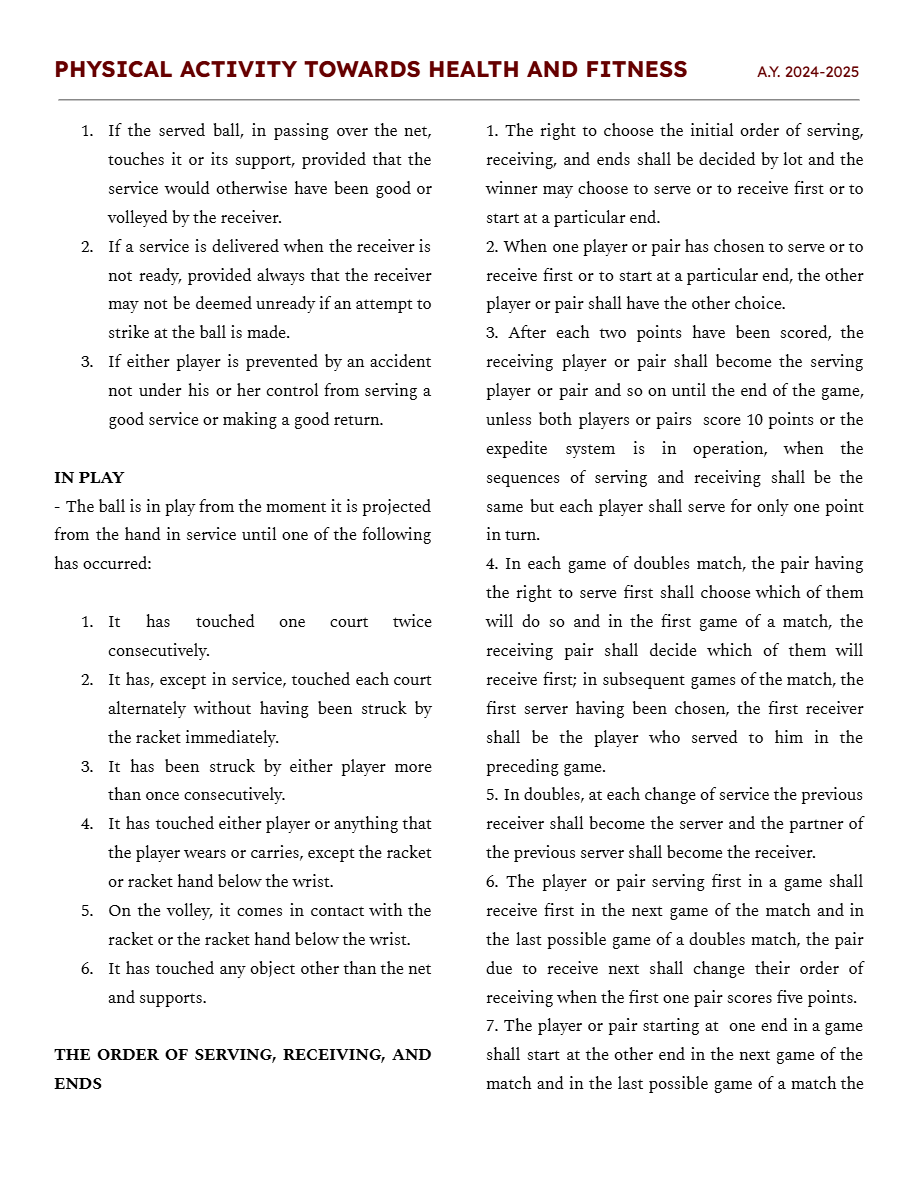 PHYSICAL ACTIVITY TOWARDS HEALTH AND FITNESS A.Y. 2024-2025
1. If the served ball, in passing over the net,
touches it or its support, provided that the
service would otherwise have been good or
volleyed by the receiver.
2. If a service is delivered when the receiver is
not ready, provided always that the receiver
may not be deemed unready if an attempt to
strike at the ball is made.
3. If either player is prevented by an accident
not under his or her control from serving a
good service or making a good return.
IN PLAY
- The ball is in play from the moment it is projected
from the hand in service until one of the following
has occurred:
1. It has touched one court twice
consecutively.
2. It has, except in service, touched each court
alternately without having been struck by
the racket immediately.
3. It has been struck by either player more
than once consecutively.
4. It has touched either player or anything that
the player wears or carries, except the racket
or racket hand below the wrist.
5. On the volley, it comes in contact with the
racket or the racket hand below the wrist.
6. It has touched any object other than the net
and supports.
THE ORDER OF SERVING, RECEIVING, AND
ENDS
1. The right to choose the initial order of serving,
receiving, and ends shall be decided by lot and the
winner may choose to serve or to receive first or to
start at a particular end.
2. When one player or pair has chosen to serve or to
receive first or to start at a particular end, the other
player or pair shall have the other choice.
3. After each two points have been scored, the
receiving player or pair shall become the serving
player or pair and so on until the end of the game,
unless both players or pairs score 10 points or the
expedite system is in operation, when the
sequences of serving and receiving shall be the
same but each player shall serve for only one point
in turn.
4. In each game of doubles match, the pair having
the right to serve first shall choose which of them
will do so and in the first game of a match, the
receiving pair shall decide which of them will
receive first; in subsequent games of the match, the
first server having been chosen, the first receiver
shall be the player who served to him in the
preceding game.
5. In doubles, at each change of service the previous
receiver shall become the server and the partner of
the previous server shall become the receiver.
6. The player or pair serving first in a game shall
receive first in the next game of the match and in
the last possible game of a doubles match, the pair
due to receive next shall change their order of
receiving when the first one pair scores five points.
7. The player or pair starting at one end in a game
shall start at the other end in the next game of the
match and in the last possible game of a match the